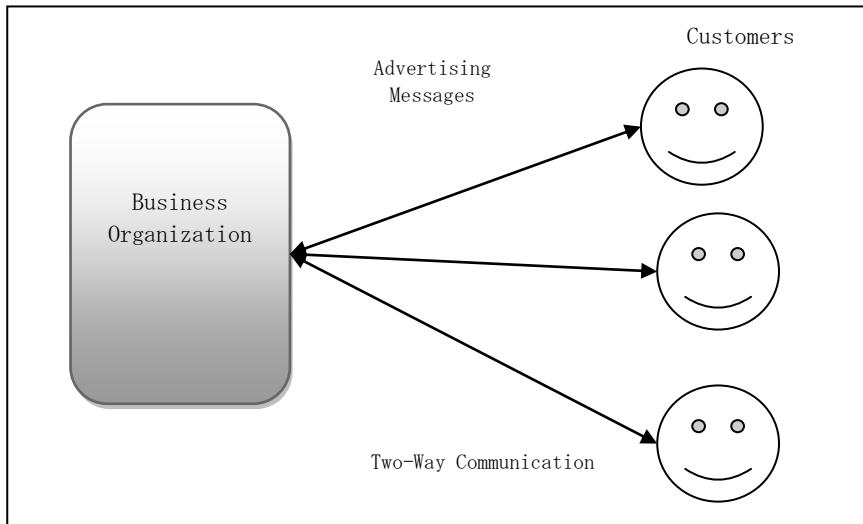 Customers
Advertising
Messages
Business
Organization
Two-Way Communication